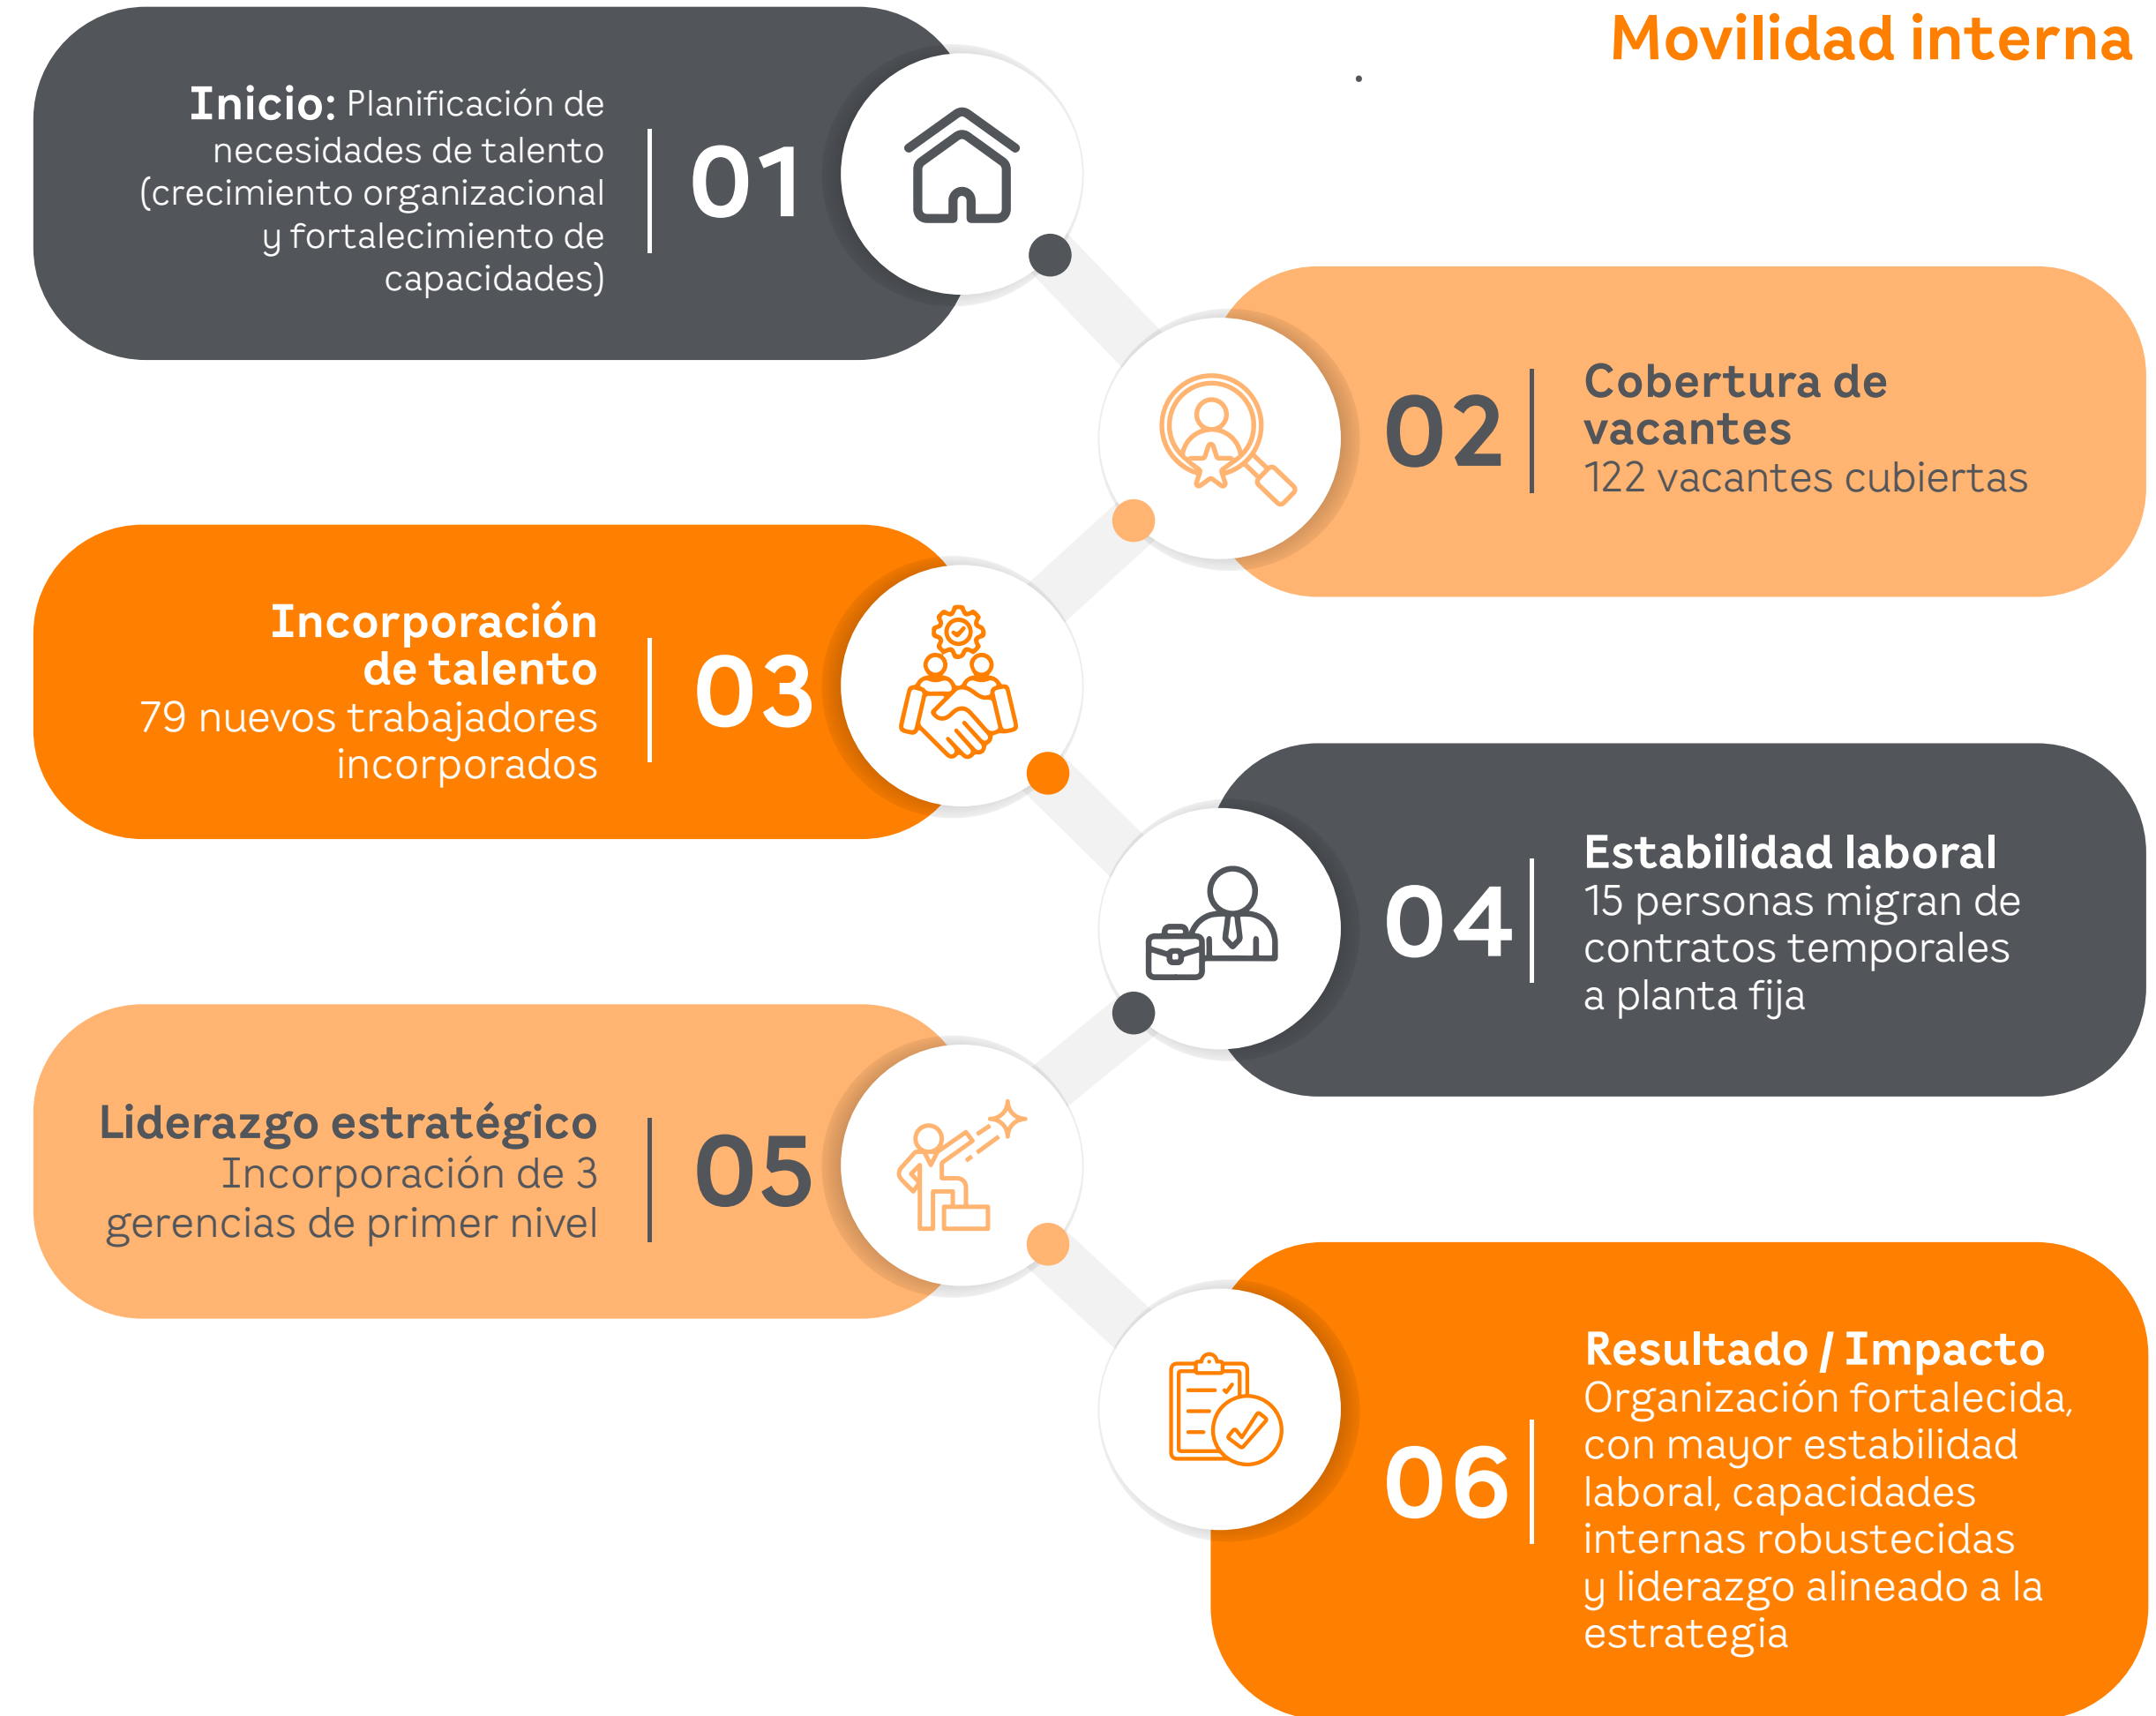 Movilidad interna
Inicio: Planificación de
necesidades de talento
(crecimiento organizacional
y fortalecimiento de
capacidades)
01
02
Cobertura de
vacantes
122 vacantes cubiertas
Incorporación
de talento
79 nuevos trabajadores
incorporados
03
04
Estabilidad laboral
15 personas migran de
contratos temporales
a planta fija
Liderazgo estratégico
Incorporación de 3
gerencias de primer nivel
05
06
Resultado / Impacto
Organización fortalecida,
con mayor estabilidad
laboral, capacidades
internas robustecidas
y liderazgo alineado a la
estrategia